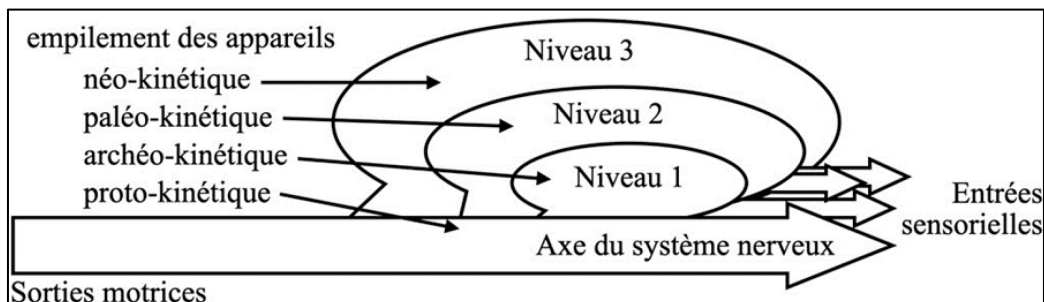 empilement des appareils
néo-kinétique
paléo-kinétique
archéo-kinétique
proto-kinétique
Niveau 3
Niveau 2
Niveau 1
Entrées
sensorielles
Axe du système nerveux
Sorties motrices